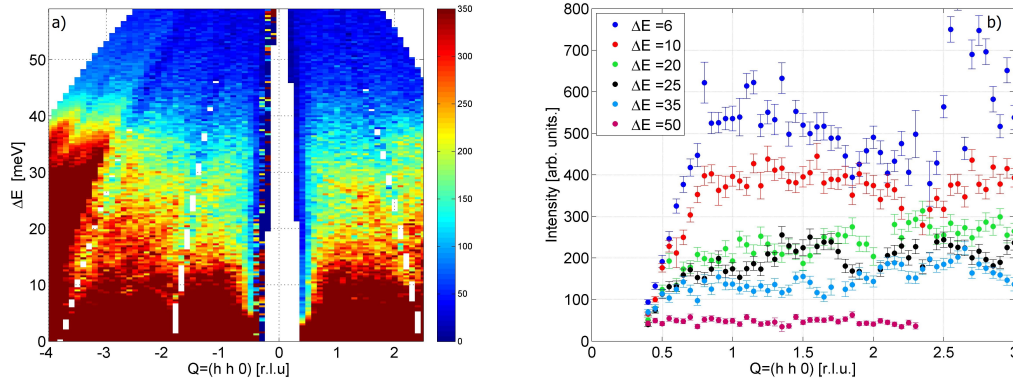 a)
ΔE [meV]
50
40
30
20
10
0
-4 -3 -2 -1 0 1 2
Q=(h h 0) [r.l.u]
350
300
250
200
150
100
50
0
b)
Intensity [arb. units.]
800
700
600
500
400
300
200
100
0
0 0.5 1 1.5 2 2.5 3
Q=(h h 0) [r.l.u.]
ΔE =6
ΔE =10
ΔE =20
ΔE =25
ΔE =35
ΔE =50